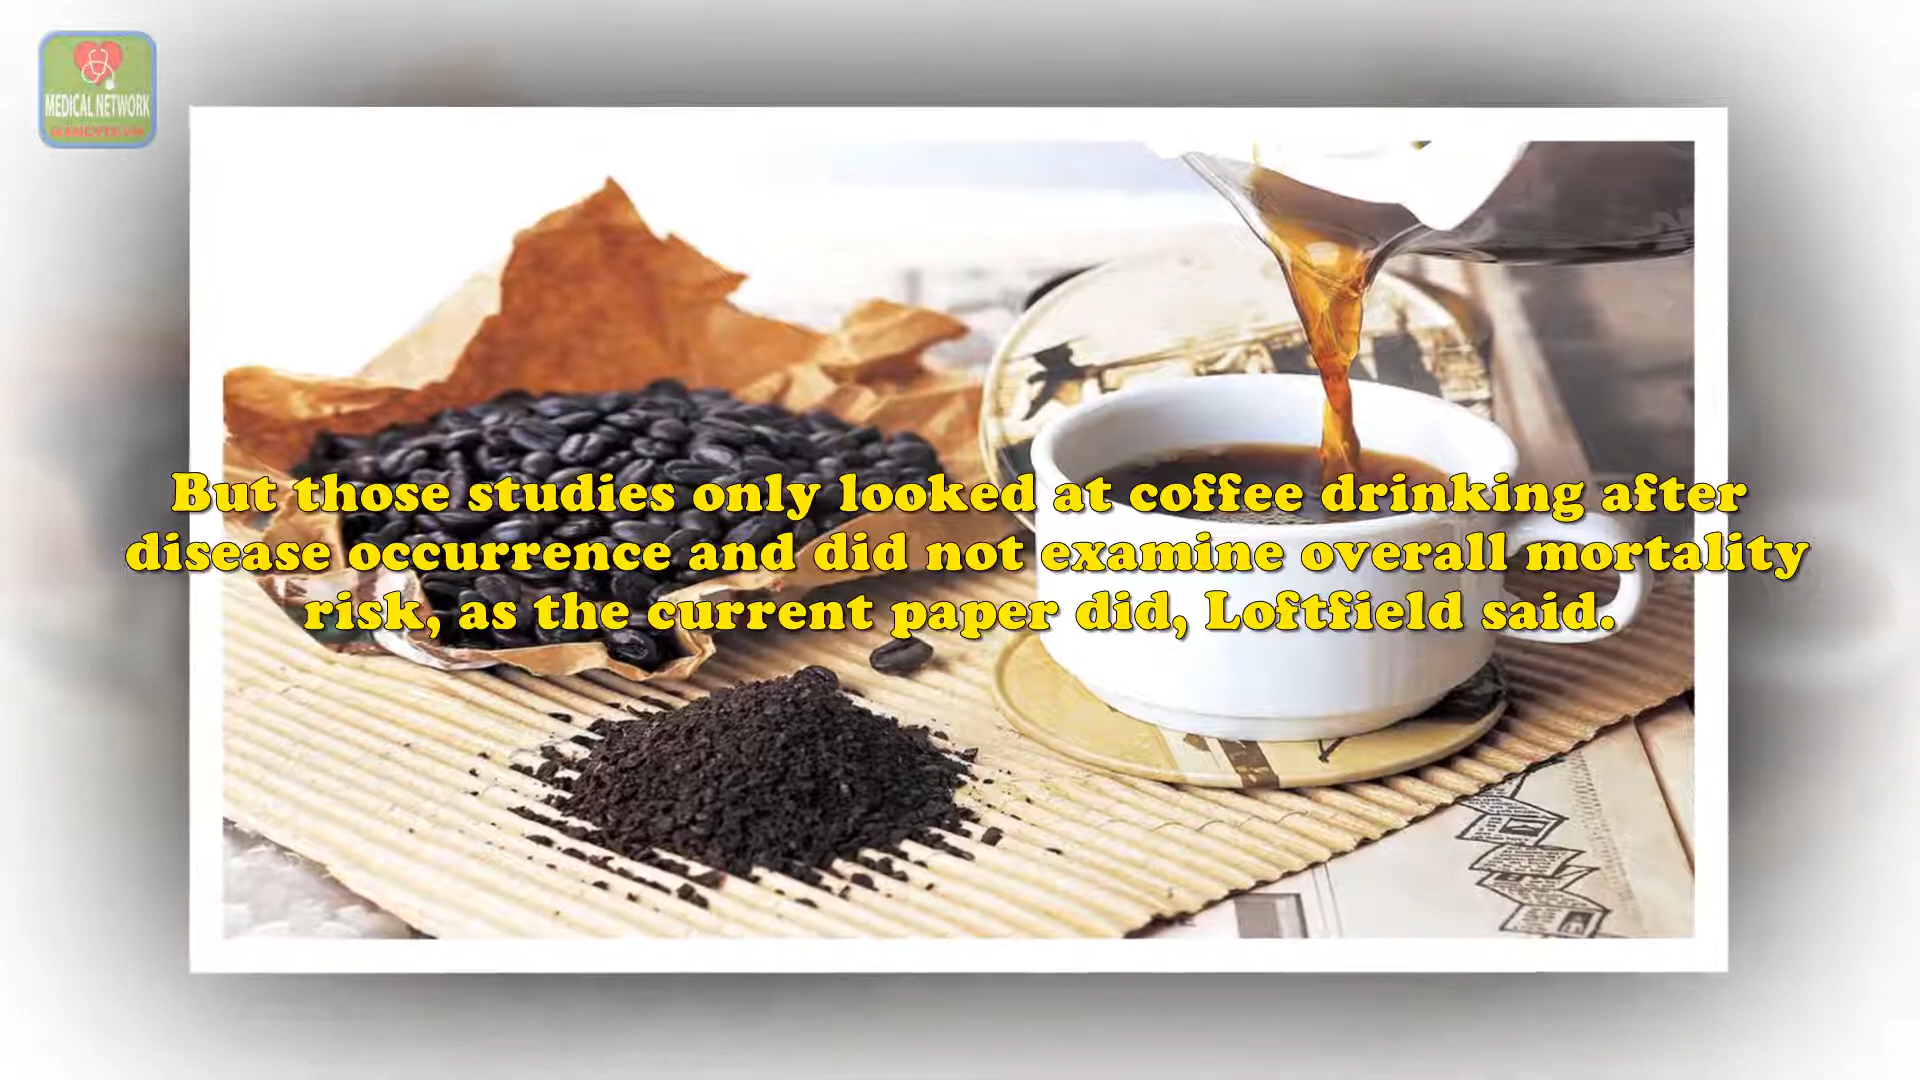 MEDICAL NETWORK
But those studies only looked at coffee drinking after
disease occurrence and did not examine overall mortality
risk, as the current paper did, Loftfield said.